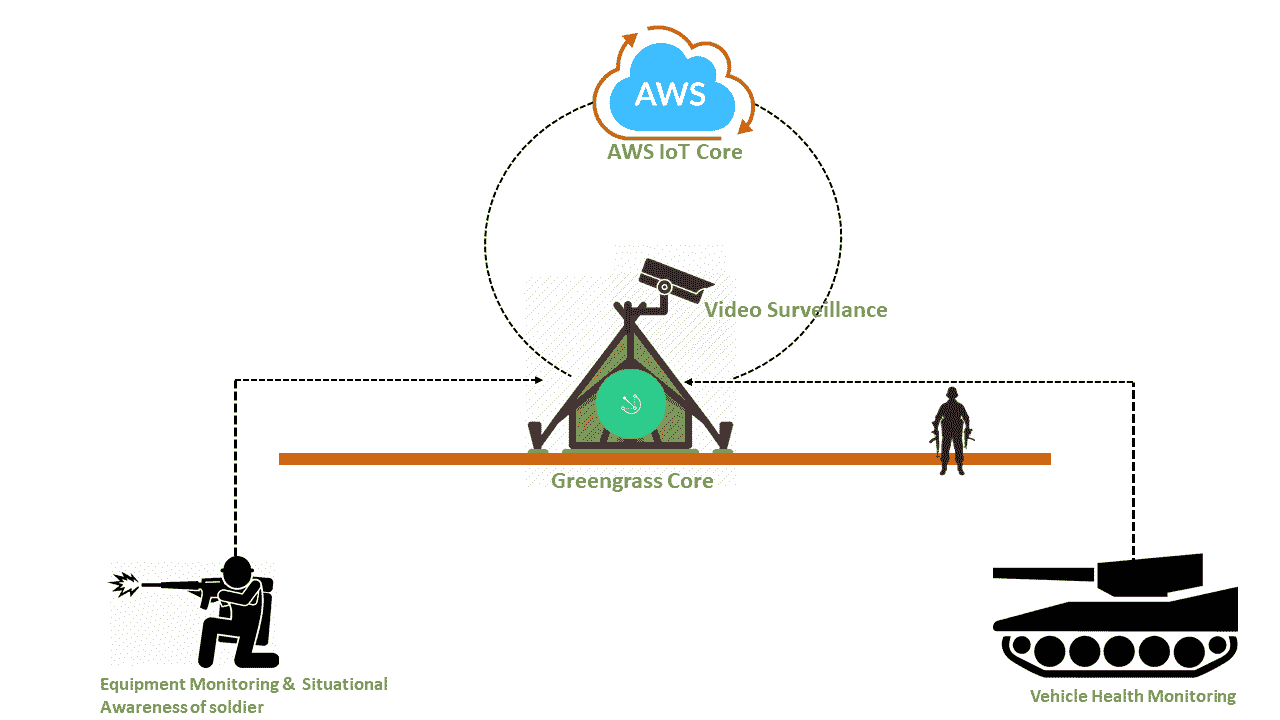 AWS
AWS IoT Core
Video Surveillance
Greengrass Core
Equipment Monitoring & Situational
Awareness of soldier
Vehicle Health Monitoring